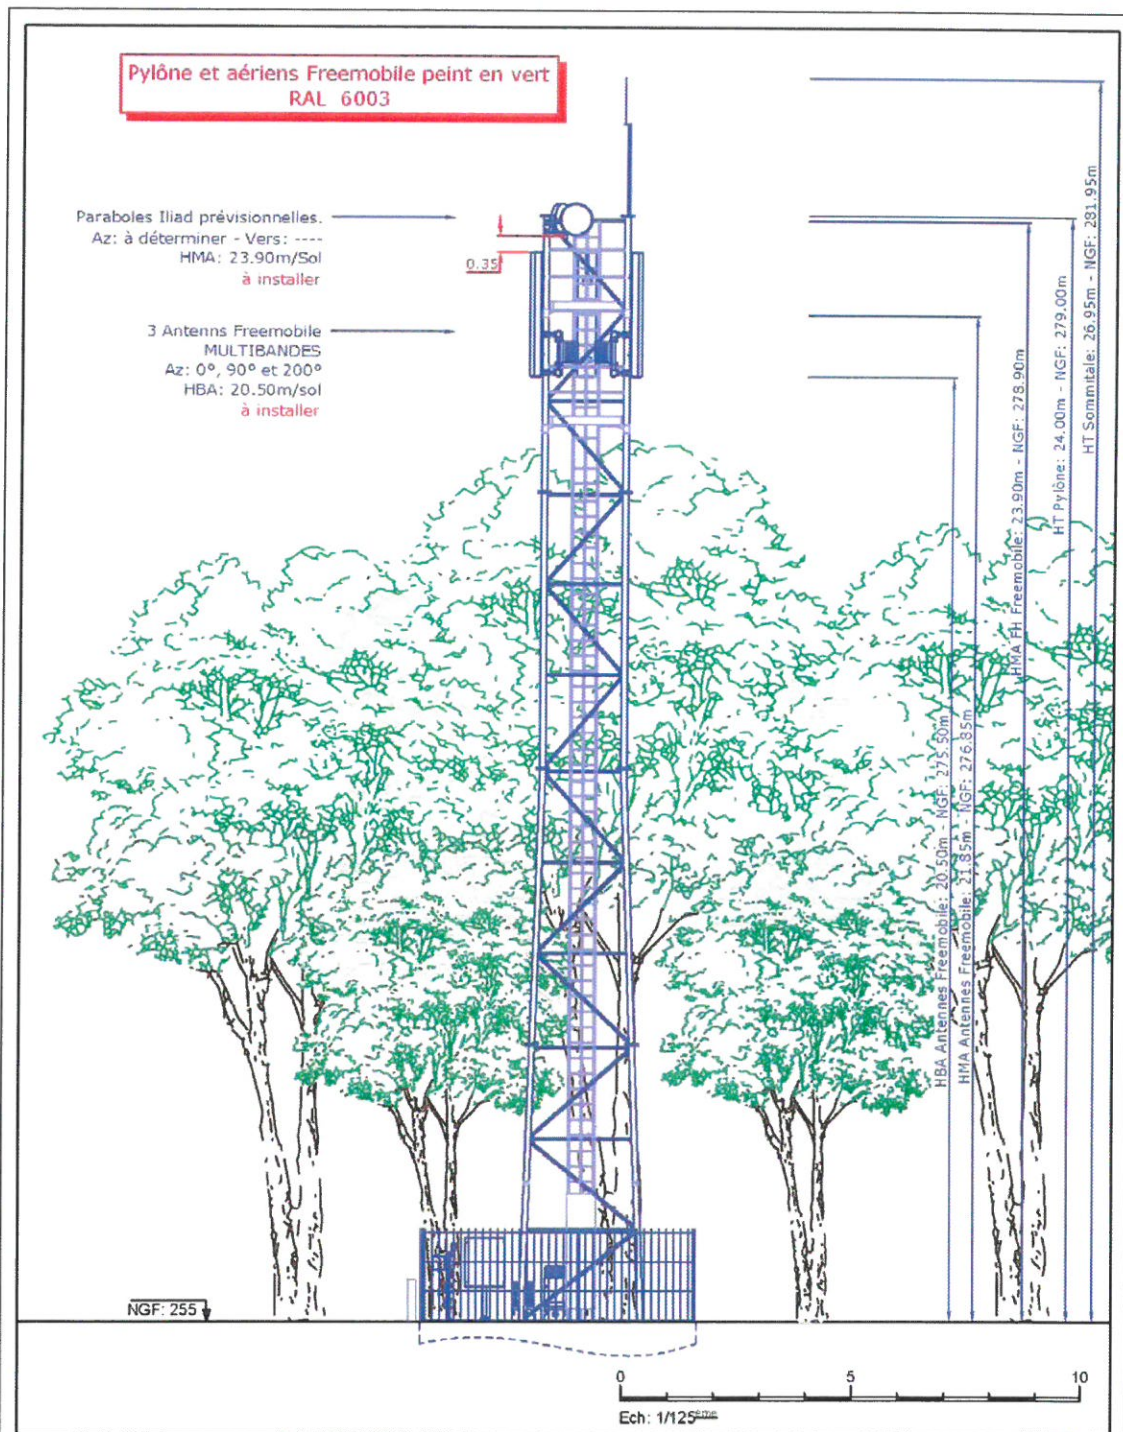 Pylône et aériens Freemobile peint en vert
RAL 6003
Paraboles Iliad prévisionnelles.
Az: à déterminer - Vers: ----
HMA: 23.90m/Sol
à installer
0.35
3 Antenns Freemobile
MULTIBANDES
Az: 0°, 90° et 200°
HBA: 20.50m/sol
à installer
HBA Antennes Freemobile: 20.50m - NGF: 275.50m
HMA Antennes Freemobile: 21.85m - NGF: 276.85m
HMA FH Freemobile: 23.90m - NGF: 278.90m
HT Pylône: 24.00m - NGF: 279.00m
HT Sommitale: 26.95m - NGF: 281.95m
NGF: 255
0 5 10
Ech: 1/125ème